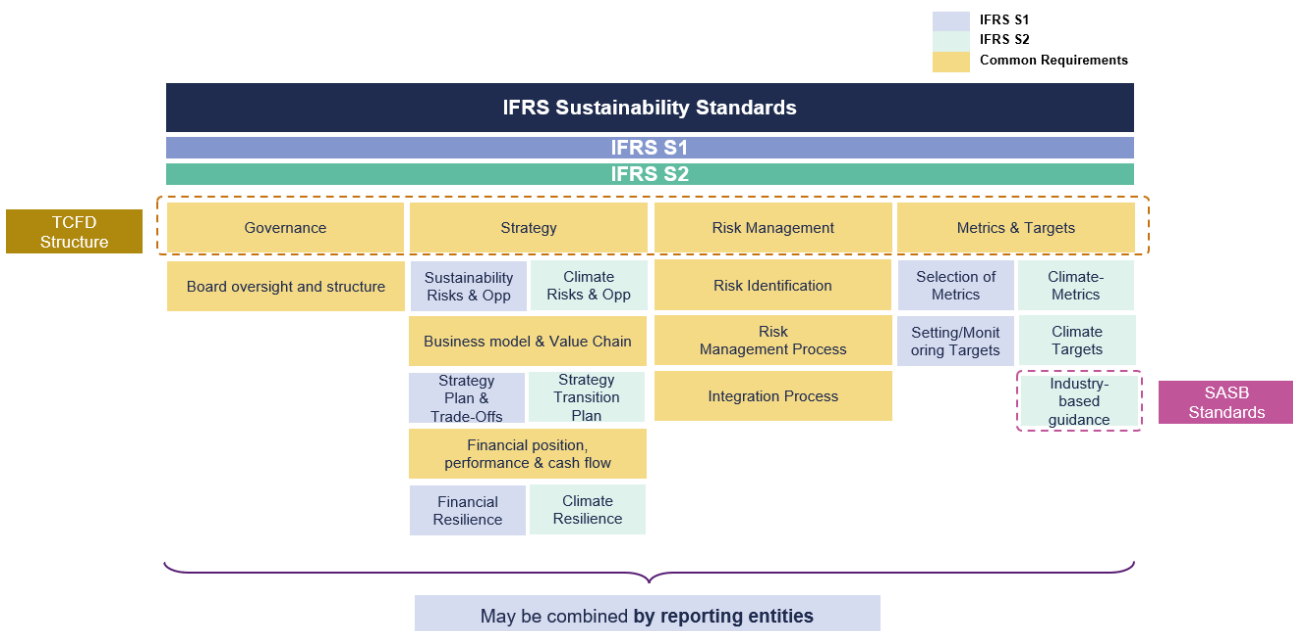 IFRS S1
IFRS S2
Common Requirements
IFRS Sustainability Standards
IFRS S1
IFRS S2
TCFD
Structure
Governance
Strategy
Risk Management
Metrics & Targets
Board oversight and structure
Sustainability
Risks & Opp
Climate
Risks & Opp
Risk Identification
Selection of
Metrics
Climate-
Metrics
Business model & Value Chain
Risk
Management Process
Setting/Monit
oring Targets
Climate
Targets
Strategy
Plan &
Trade-Offs
Strategy
Transition
Plan
Integration Process
Industry-
based
guidance
SASB
Standards
Financial position,
performance & cash flow
Financial
Resilience
Climate
Resilience
May be combined by reporting entities